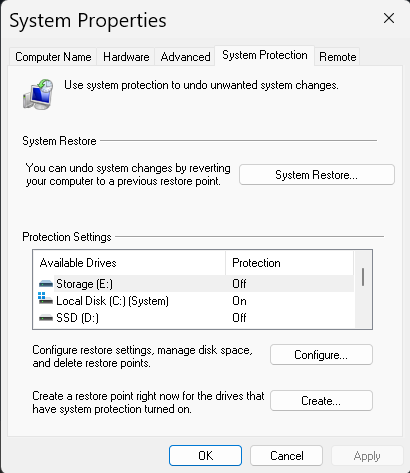 System Properties
Computer Name Hardware Advanced System Protection Remote
Use system protection to undo unwanted system changes.
System Restore
You can undo system changes by reverting
your computer to a previous restore point.
System Restore...
Protection Settings
Available Drives Protection
Storage (E:) Off
Local Disk (C:) (System) On
SSD (D:) Off
Configure restore settings, manage disk space,
and delete restore points.
Configure...
Create a restore point right now for the drives that
have system protection turned on.
Create...
OK Cancel Apply